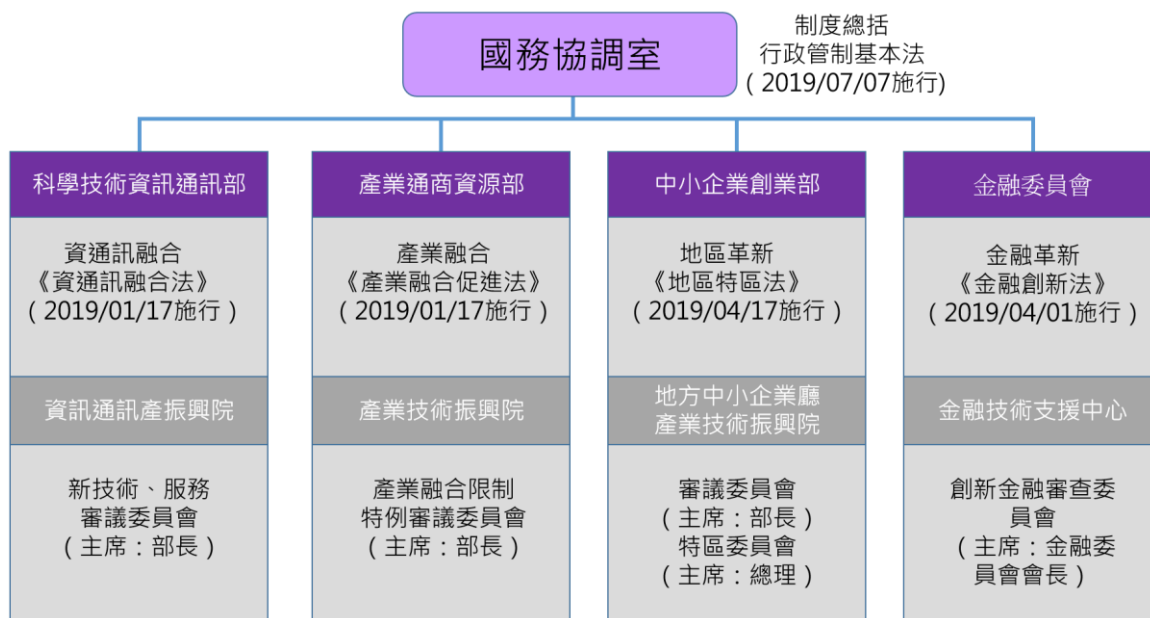 國務協調室
制度總括
行政管制基本法
( 2019/07/07施行)
科學技術資訊通訊部
資通訊融合
《資通訊融合法》
( 2019/01/17施行 )
資訊通訊產振興院
新技術、服務
審議委員會
( 主席：部長 )
產業通商資源部
產業融合
《產業融合促進法》
( 2019/01/17施行 )
產業技術振興院
產業融合限制
特例審議委員會
( 主席：部長 )
中小企業創業部
地區革新
《地區特區法》
( 2019/04/17施行 )
地方中小企業廳
產業技術振興院
審議委員會
( 主席：部長 )
特區委員會
( 主席：總理 )
金融委員會
金融革新
《金融創新法》
( 2019/04/01施行 )
金融技術支援中心
創新金融審查委
員會
( 主席：金融委
員會會長 )